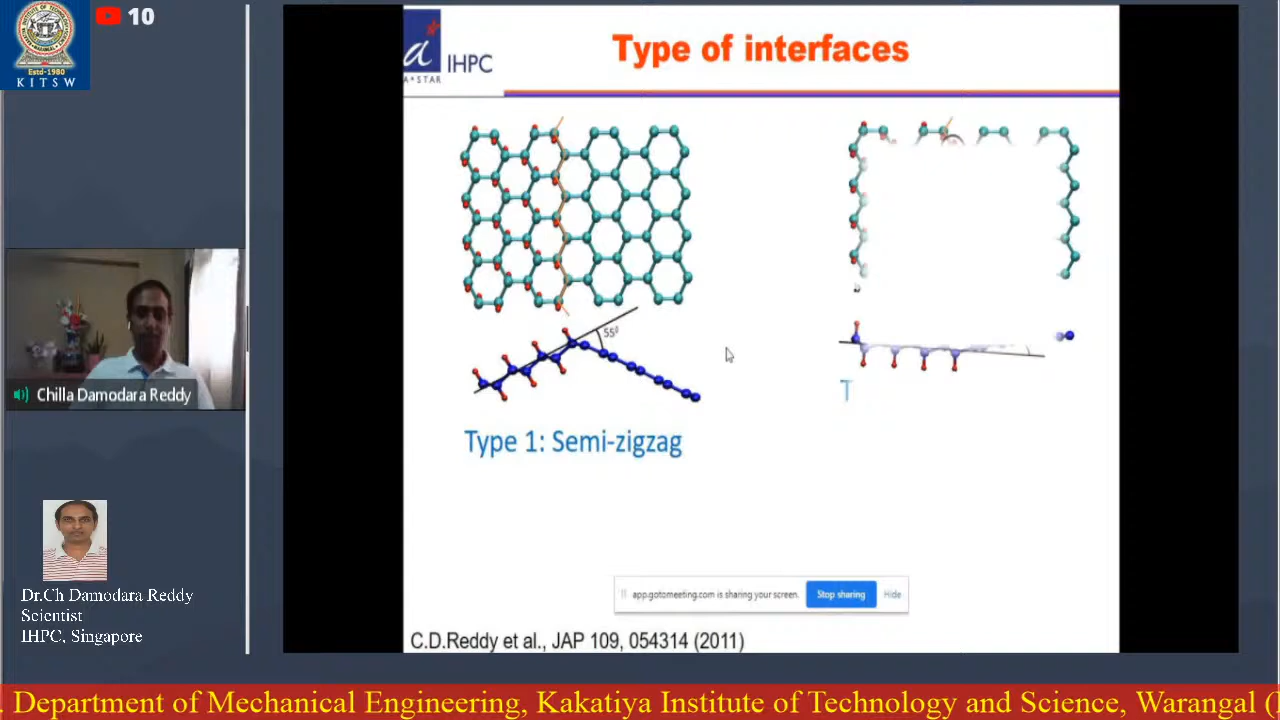 10
Estd-1980
K I T S W
a
A*STAR
IHPC
Type of interfaces
55⁰
Type 1: Semi-zigzag
T
Chilla Damodara Reddy
Dr.Ch Damodara Reddy
Scientist
IHPC, Singapore
app.gotomeeting.com is sharing your screen.
Stop sharing
Hide
C.D.Reddy et al., JAP 109, 054314 (2011)
. Department of Mechanical Engineering, Kakatiya Institute of Technology and Science, Warangal (